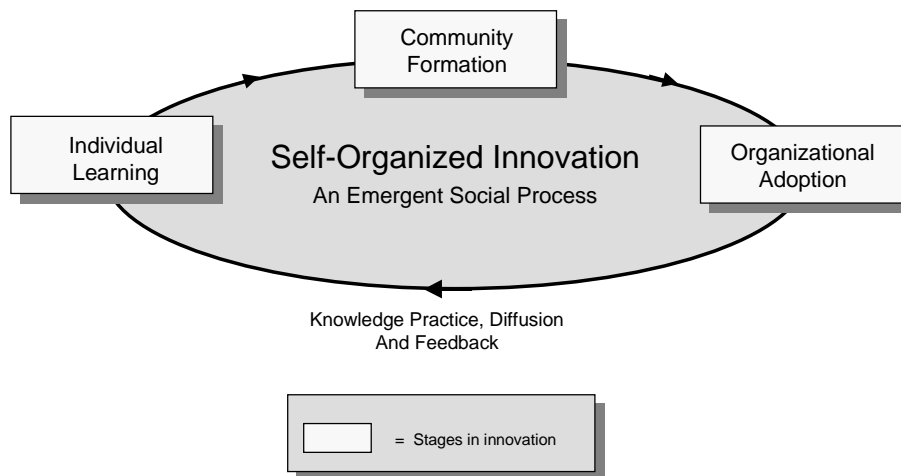 Community
Formation
Individual
Learning
Self-Organized Innovation
An Emergent Social Process
Organizational
Adoption
Knowledge Practice, Diffusion
And Feedback
= Stages in innovation